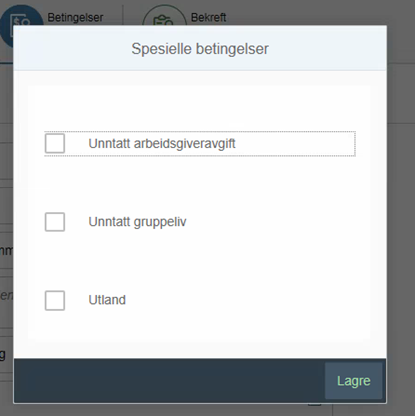 Betingelser
Bekreft
Spesielle betingelser
Unntatt arbeidsgiveravgift
Unntatt gruppeliv
Utland
Lagre